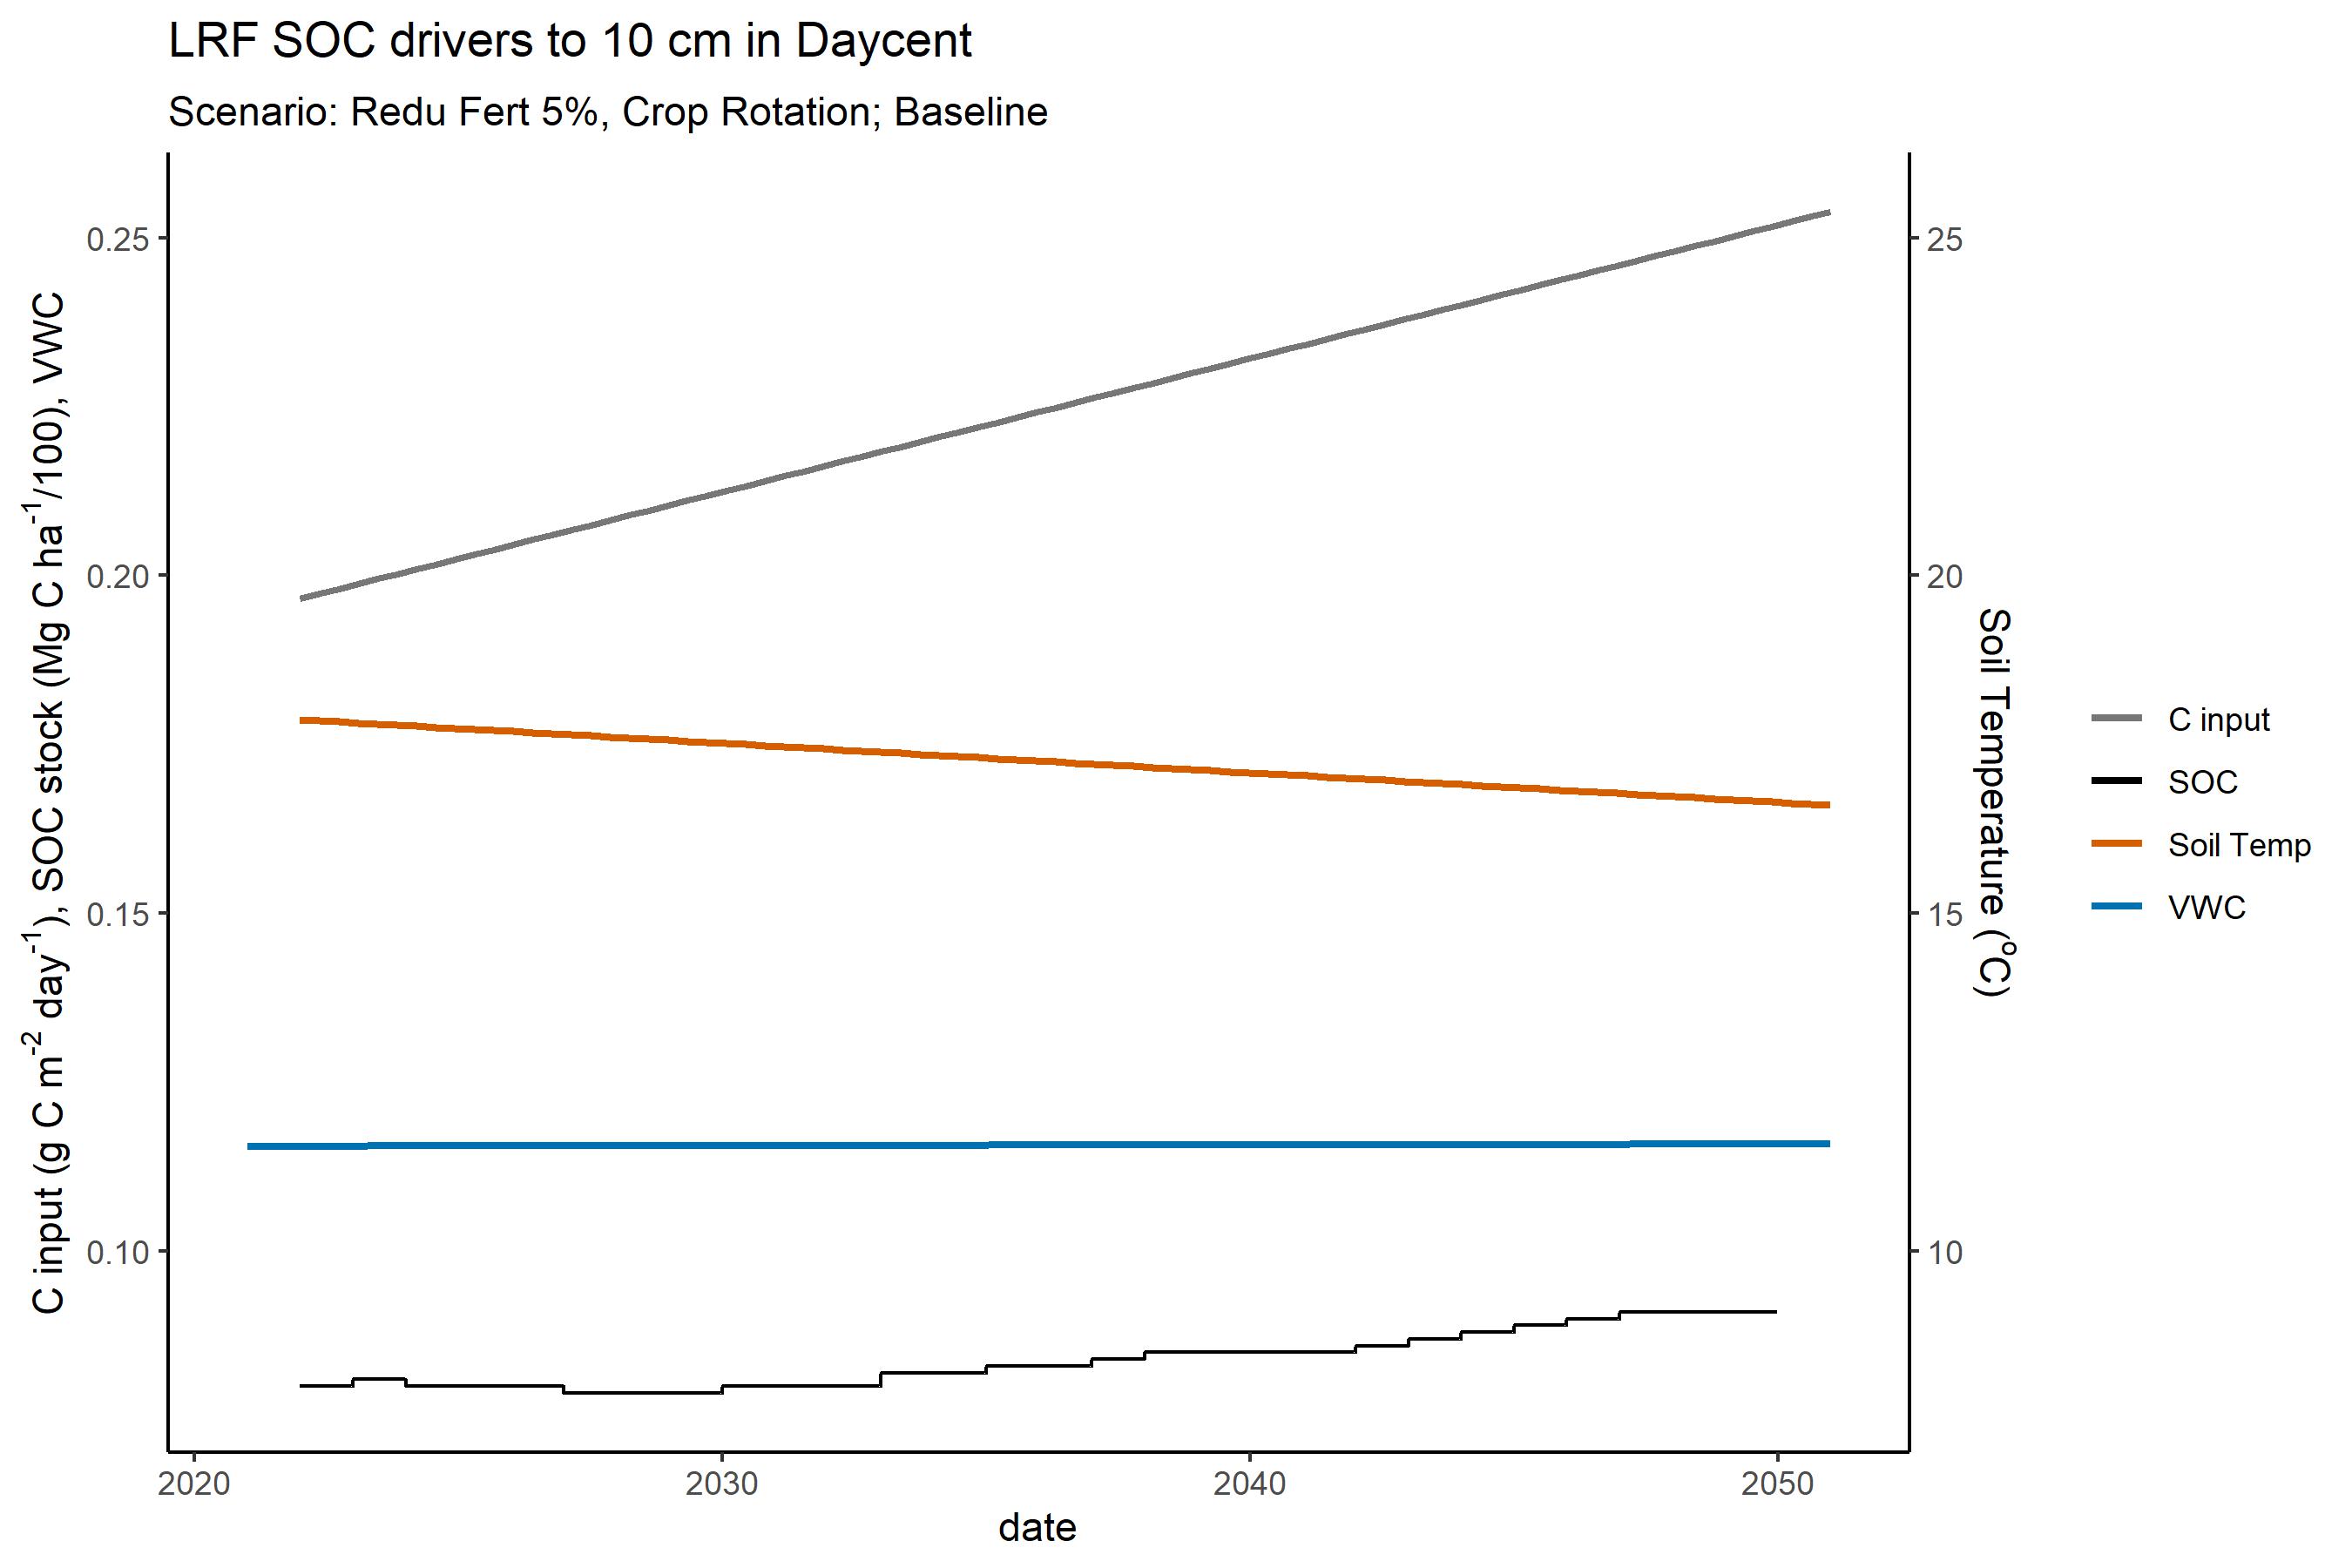 LRF SOC drivers to 10 cm in Daycent
Scenario: Redu Fert 5%, Crop Rotation; Baseline
C input (g C m⁻² day⁻¹), SOC stock (Mg C ha⁻¹/100), VWC
0.25
0.20
0.15
0.10
25
20
15
10
Soil Temperature (°C)
C input
SOC
Soil Temp
VWC
2020
2030
2040
2050
date